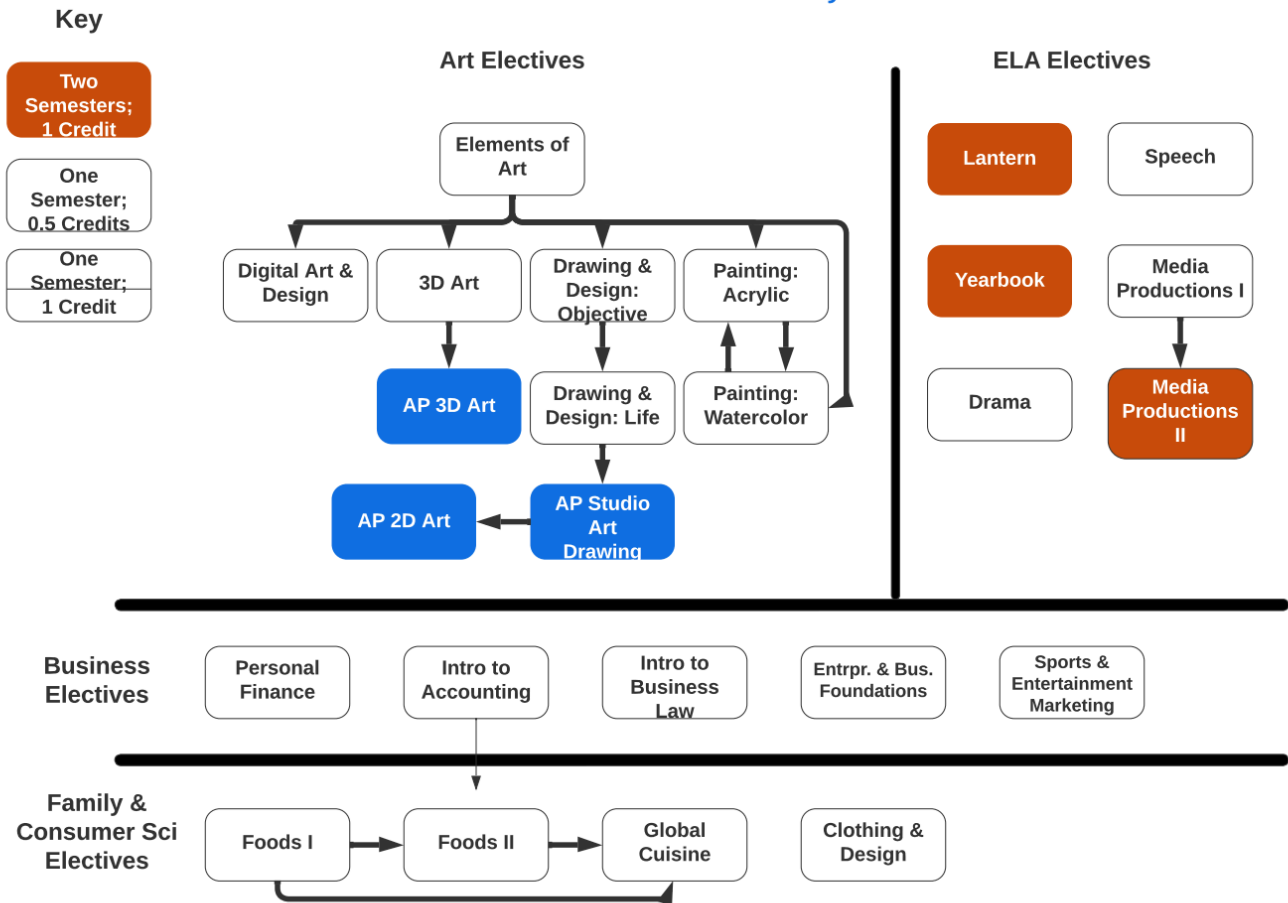 Key
Two
Semesters;
1 Credit
One
Semester;
0.5 Credits
One
Semester;
1 Credit
Art Electives
Elements of
Art
Digital Art &
Design
3D Art
Drawing &
Design:
Objective
Painting:
Acrylic
AP 3D Art
Drawing &
Design: Life
Painting:
Watercolor
AP 2D Art
AP Studio
Art
Drawing
ELA Electives
Lantern
Speech
Yearbook
Media
Productions I
Drama
Media
Productions
II
Business
Electives
Personal
Finance
Intro to
Accounting
Intro to
Business
Law
Entrpr. & Bus.
Foundations
Sports &
Entertainment
Marketing
Family &
Consumer Sci
Electives
Foods I
Foods II
Global
Cuisine
Clothing &
Design